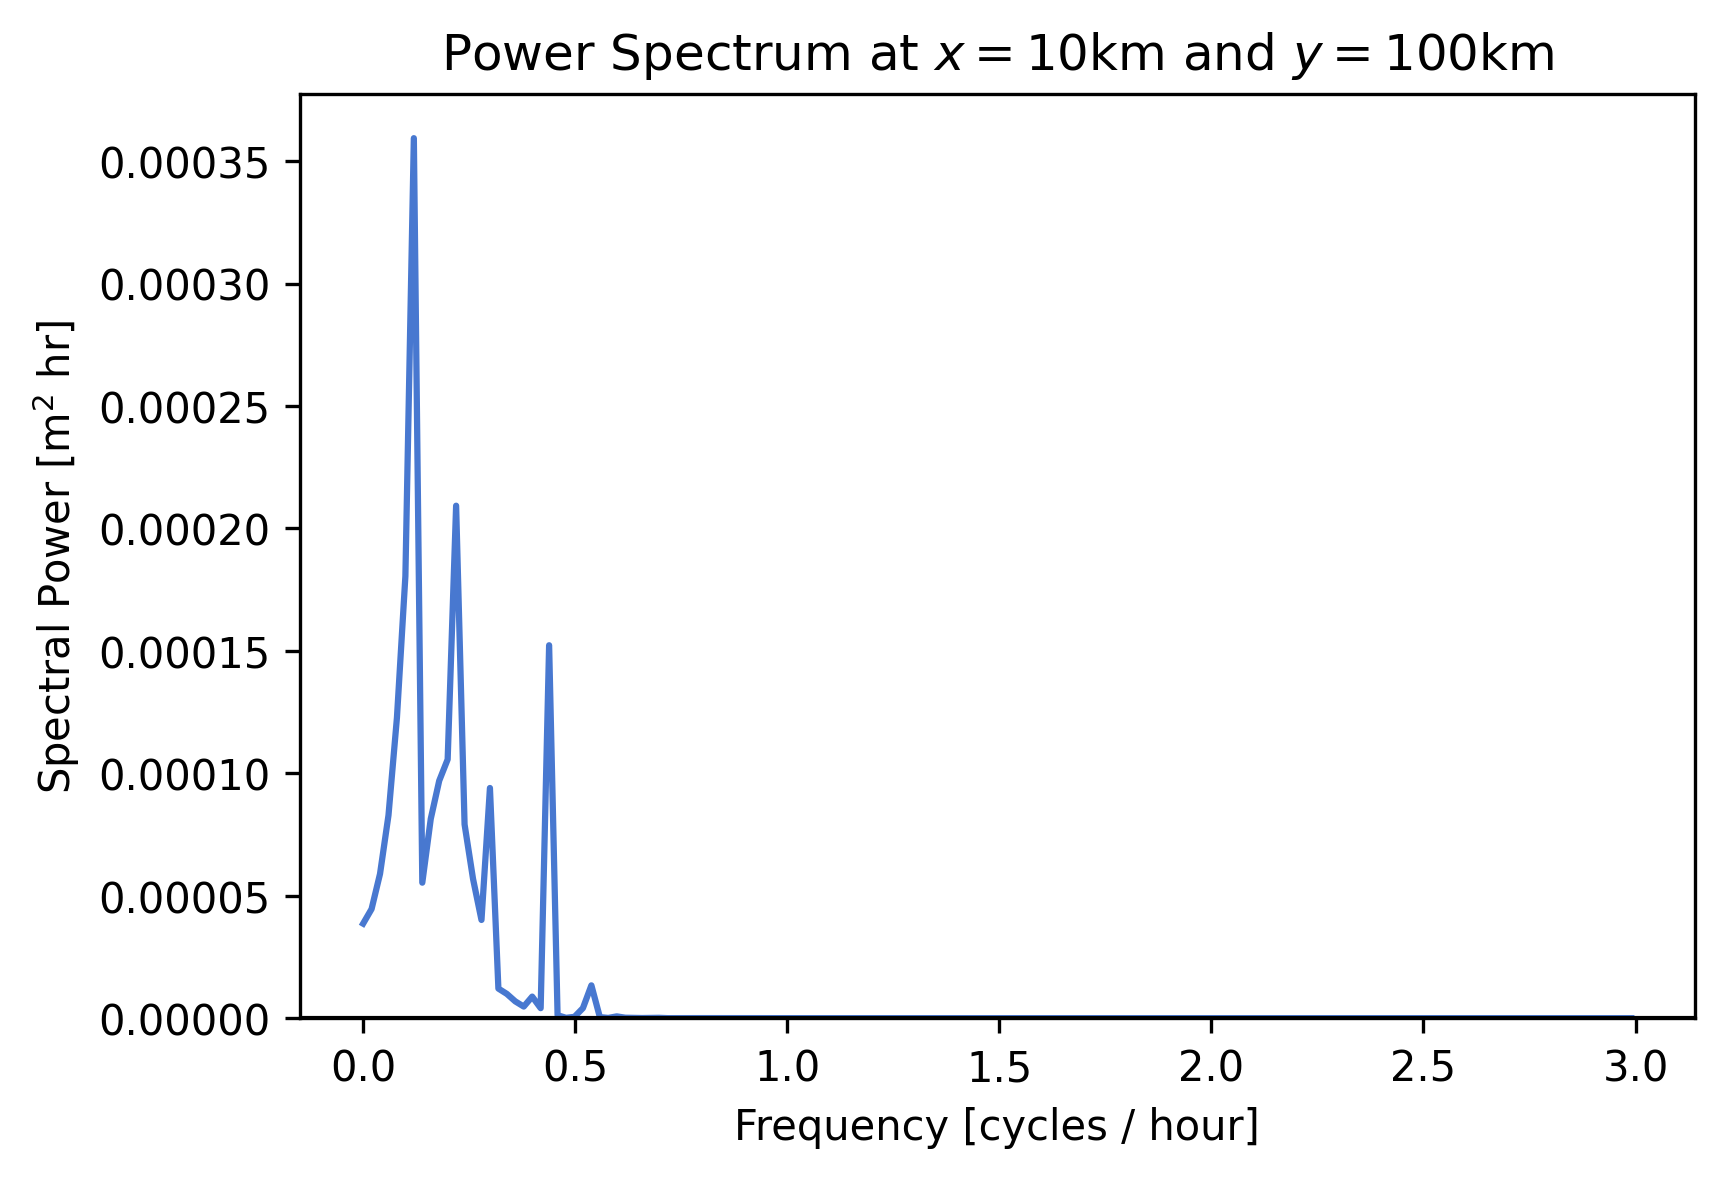 Power Spectrum at x = 10km and y = 100km
0.00035
0.00030
0.00025
0.00020
0.00015
0.00010
0.00005
0.00000
Spectral Power [m² hr]
0.0 0.5 1.0 1.5 2.0 2.5 3.0
Frequency [cycles / hour]